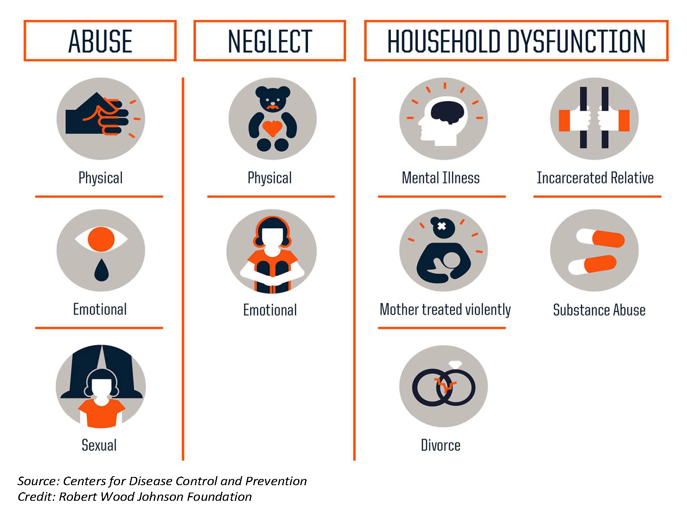 ABUSE
NEGLECT
HOUSEHOLD DYSFUNCTION
Physical
Physical
Mental Illness
Incarcerated Relative
Emotional
Emotional
Mother treated violently
Substance Abuse
Sexual
Divorce
Source: Centers for Disease Control and Prevention
Credit: Robert Wood Johnson Foundation